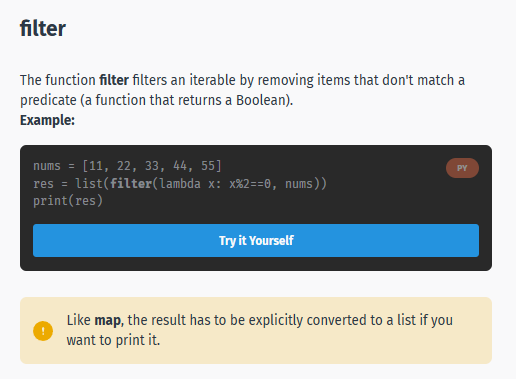 filter
The function filter filters an iterable by removing items that don't match a
predicate (a function that returns a Boolean).
Example:
nums = [11, 22, 33, 44, 55]
PY
res = list(filter(lambda x: x%2==0, nums))
print(res)
Try it Yourself
!
Like map, the result has to be explicitly converted to a list if you
want to print it.